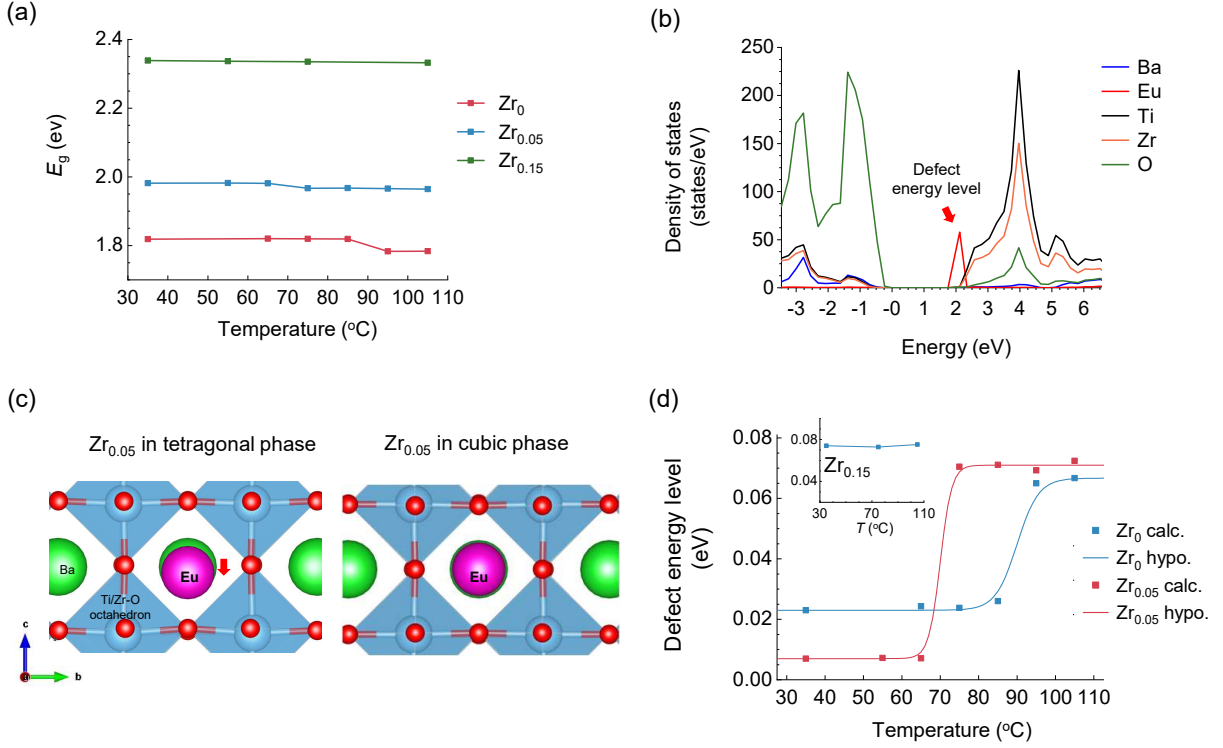 (a)
2.4
2.2
2.0
1.8
E_g (ev)
30 40 50 60 70 80 90 100 110
Temperature (°C)
Zr₀
Zr₀.₀₅
Zr₀.₁₅
(b)
250
200
150
100
50
0
Density of states
(states/eV)
Defect
energy level
-3 -2 -1 -0 1 2 3 4 5 6
Energy (eV)
Ba
Eu
Ti
Zr
O
(c)
Zr₀.₀₅ in tetragonal phase
Zr₀.₀₅ in cubic phase
Ba
Eu
Ti/Zr-O
octahedron
Eu
c
a
b
(d)
0.08
0.06
0.04
0.02
0.00
Defect energy level
(eV)
0.08
0.04
Zr₀.₁₅
30 70 110
T (°C)
30 40 50 60 70 80 90 100 110
Temperature (°C)
Zr₀ calc.
Zr₀ hypo.
Zr₀.₀₅ calc.
Zr₀.₀₅ hypo.